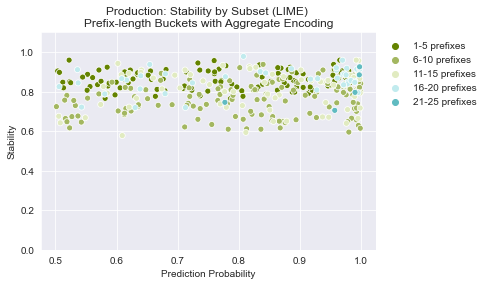 Production: Stability by Subset (LIME)
Prefix-length Buckets with Aggregate Encoding
1-5 prefixes
6-10 prefixes
11-15 prefixes
16-20 prefixes
21-25 prefixes
Stability
1.0
0.8
0.6
0.4
0.2
0.0
0.5 0.6 0.7 0.8 0.9 1.0
Prediction Probability